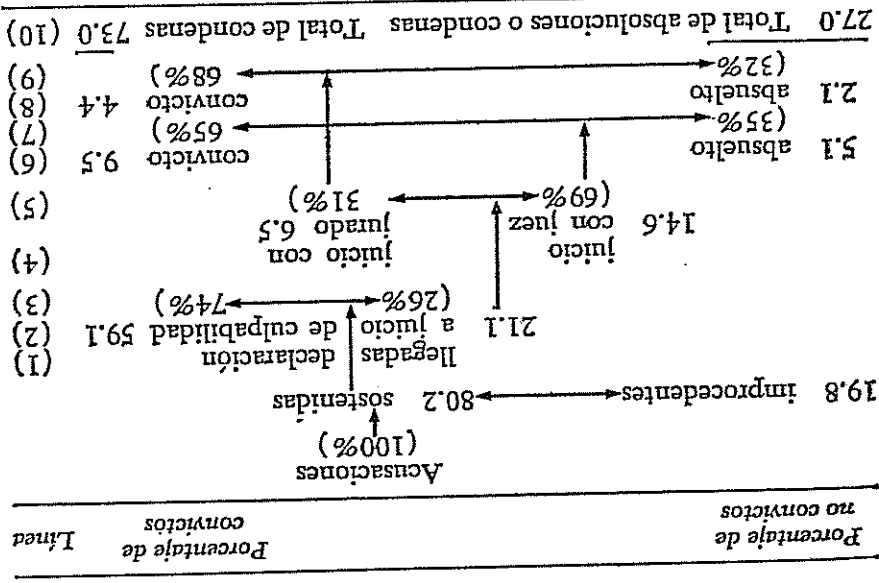 Porcentaje de no convictos
Porcentaje de convictos
Línea
Acusaciones
(100%)
19.8 improcedentes 80.2 sostenidas
llegadas declaración (1)
21.1 a juicio de culpabilidad 59.1 (2)
(26% 74%) (3)
(4)
juicio juicio con
14.6 con juez jurado 6.5
(69% 31%) (5)
5.1 absuelto convicto 9.5 (6)
(35% 65%) (7)
2.1 absuelto convicto 4.4 (8)
(32% 68%) (9)
27.0 Total de absoluciones o condenas Total de condenas 73.0 (10)